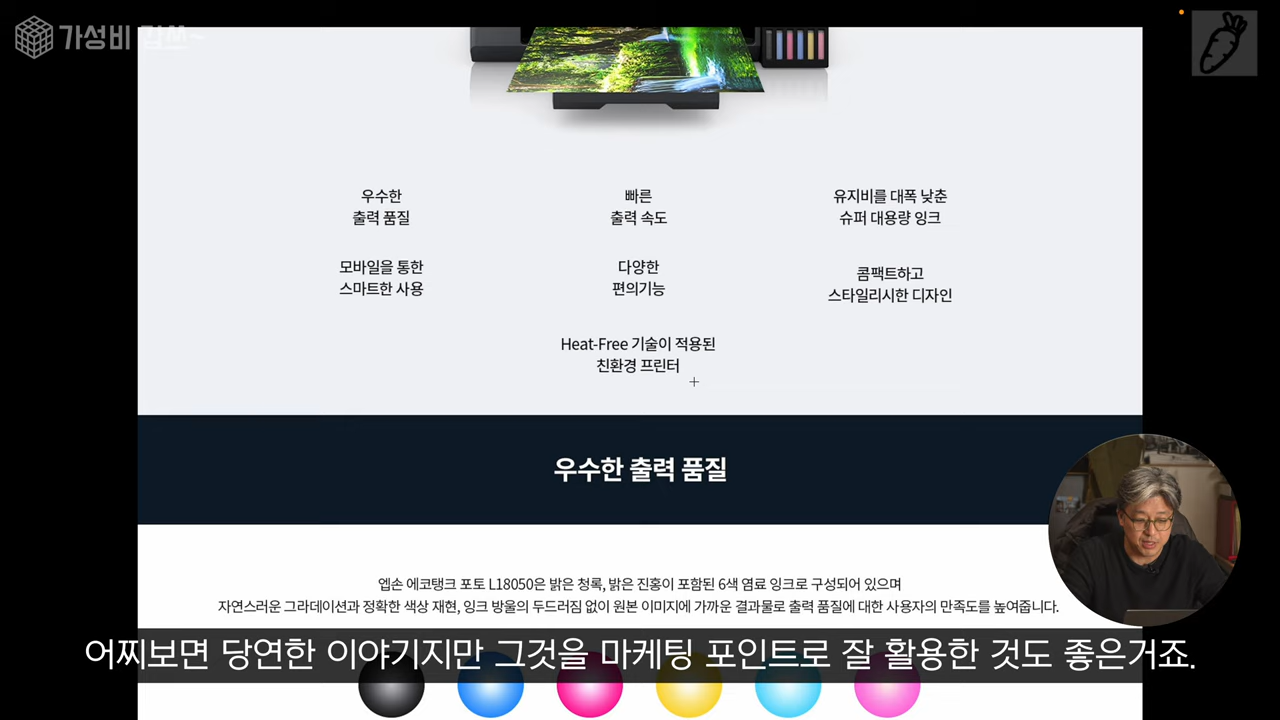 가성비
우수한
출력 품질
빠른
출력 속도
유지비를 대폭 낮춘
슈퍼 대용량 잉크
모바일을 통한
스마트한 사용
다양한
편의기능
콤팩트하고
스타일리시한 디자인
Heat-Free 기술이 적용된
친환경 프린터
우수한 출력 품질
엡손 에코탱크 포토 L18050은 밝은 청록, 밝은 진홍이 포함된 6색 염료 잉크로 구성되어 있으며
자연스러운 그라데이션과 정확한 색상 재현, 잉크 방울의 두드러짐 없이 원본 이미지에 가까운 결과물로 출력 품질에 대한 사용자의 만족도를 높여줍니다.
어찌보면 당연한 이야기지만 그것을 마케팅 포인트로 잘 활용한 것도 좋은거죠.